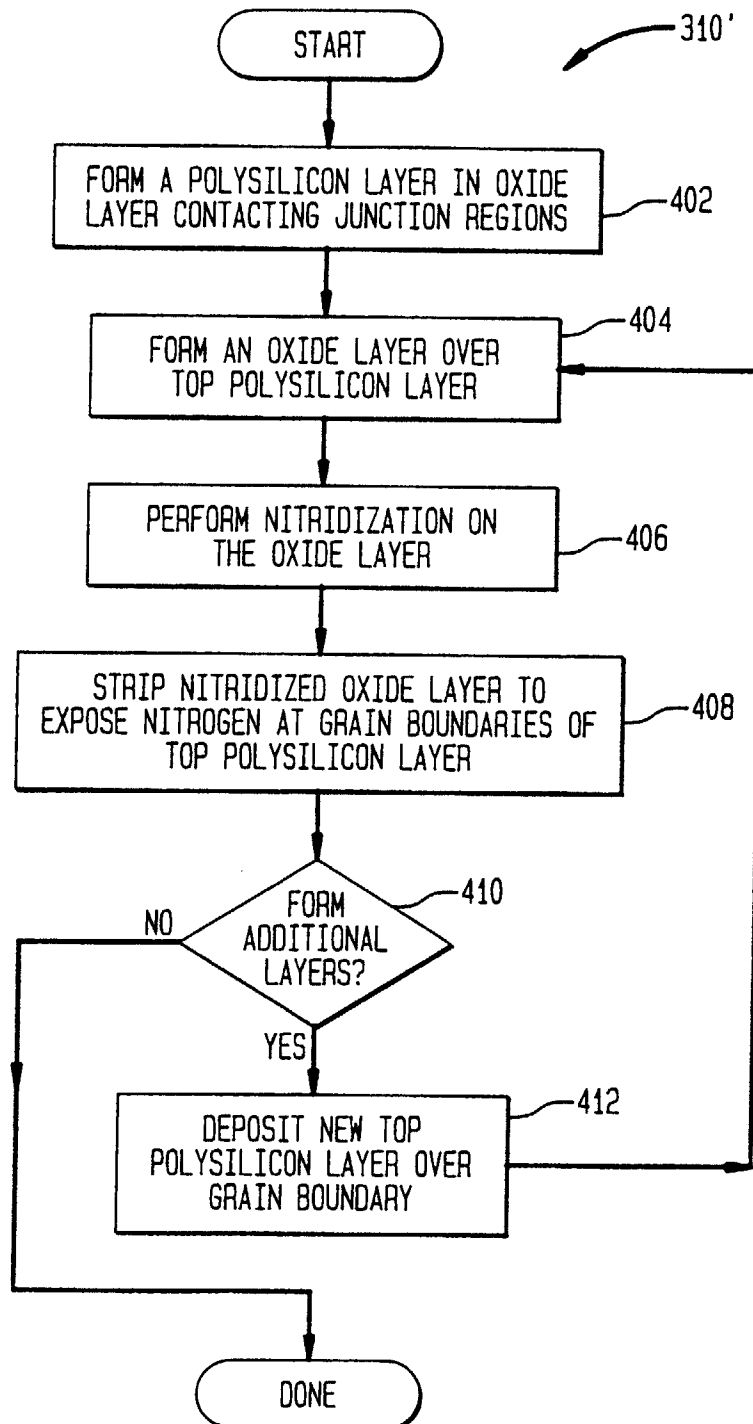 START
310'
FORM A POLYSILICON LAYER IN OXIDE
LAYER CONTACTING JUNCTION REGIONS
402
404
FORM AN OXIDE LAYER OVER
TOP POLYSILICON LAYER
PERFORM NITRIDIZATION ON
THE OXIDE LAYER
406
STRIP NITRIDIZED OXIDE LAYER TO
EXPOSE NITROGEN AT GRAIN BOUNDARIES OF
TOP POLYSILICON LAYER
408
410
NO
FORM
ADDITIONAL
LAYERS?
YES
412
DEPOSIT NEW TOP
POLYSILICON LAYER OVER
GRAIN BOUNDARY
DONE